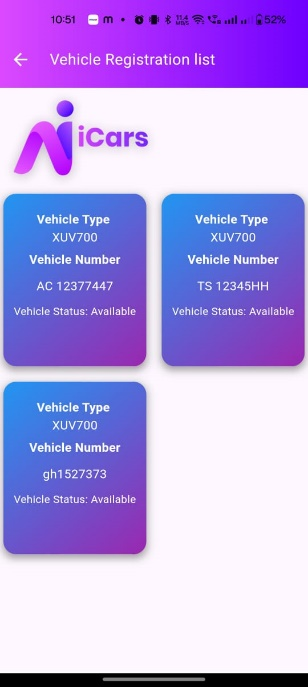 10:51
52%
Vehicle Registration list
iCars
Vehicle Type
XUV700
Vehicle Number
AC 12377447
Vehicle Status: Available
Vehicle Type
XUV700
Vehicle Number
TS 12345HH
Vehicle Status: Available
Vehicle Type
XUV700
Vehicle Number
gh1527373
Vehicle Status: Available